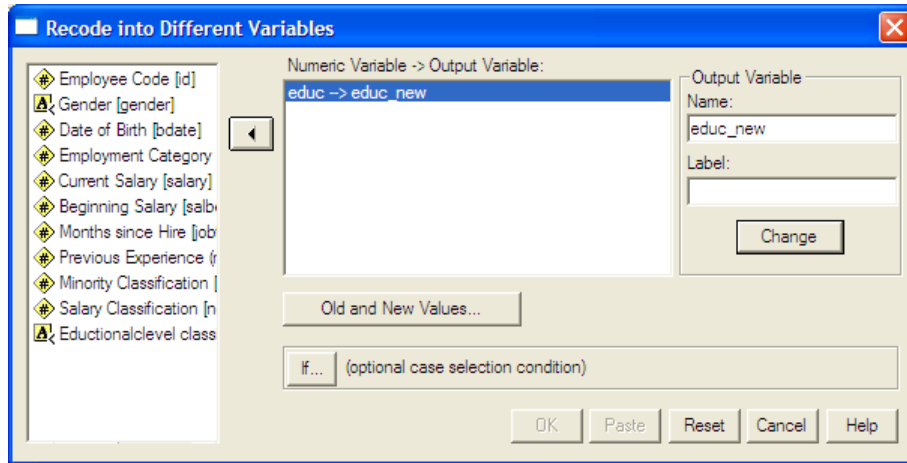 Recode into Different Variables
Employee Code [id]
Gender [gender]
Date of Birth [bdate]
Employment Category
Current Salary [salary]
Beginning Salary [salb
Months since Hire [job
Previous Experience (r
Minority Classification [
Salary Classification [n
Eductionalclevel class
Numeric Variable -> Output Variable:
educ --> educ_new
Output Variable
Name:
educ_new
Label:
Change
Old and New Values...
If... (optional case selection condition)
OK Paste Reset Cancel Help